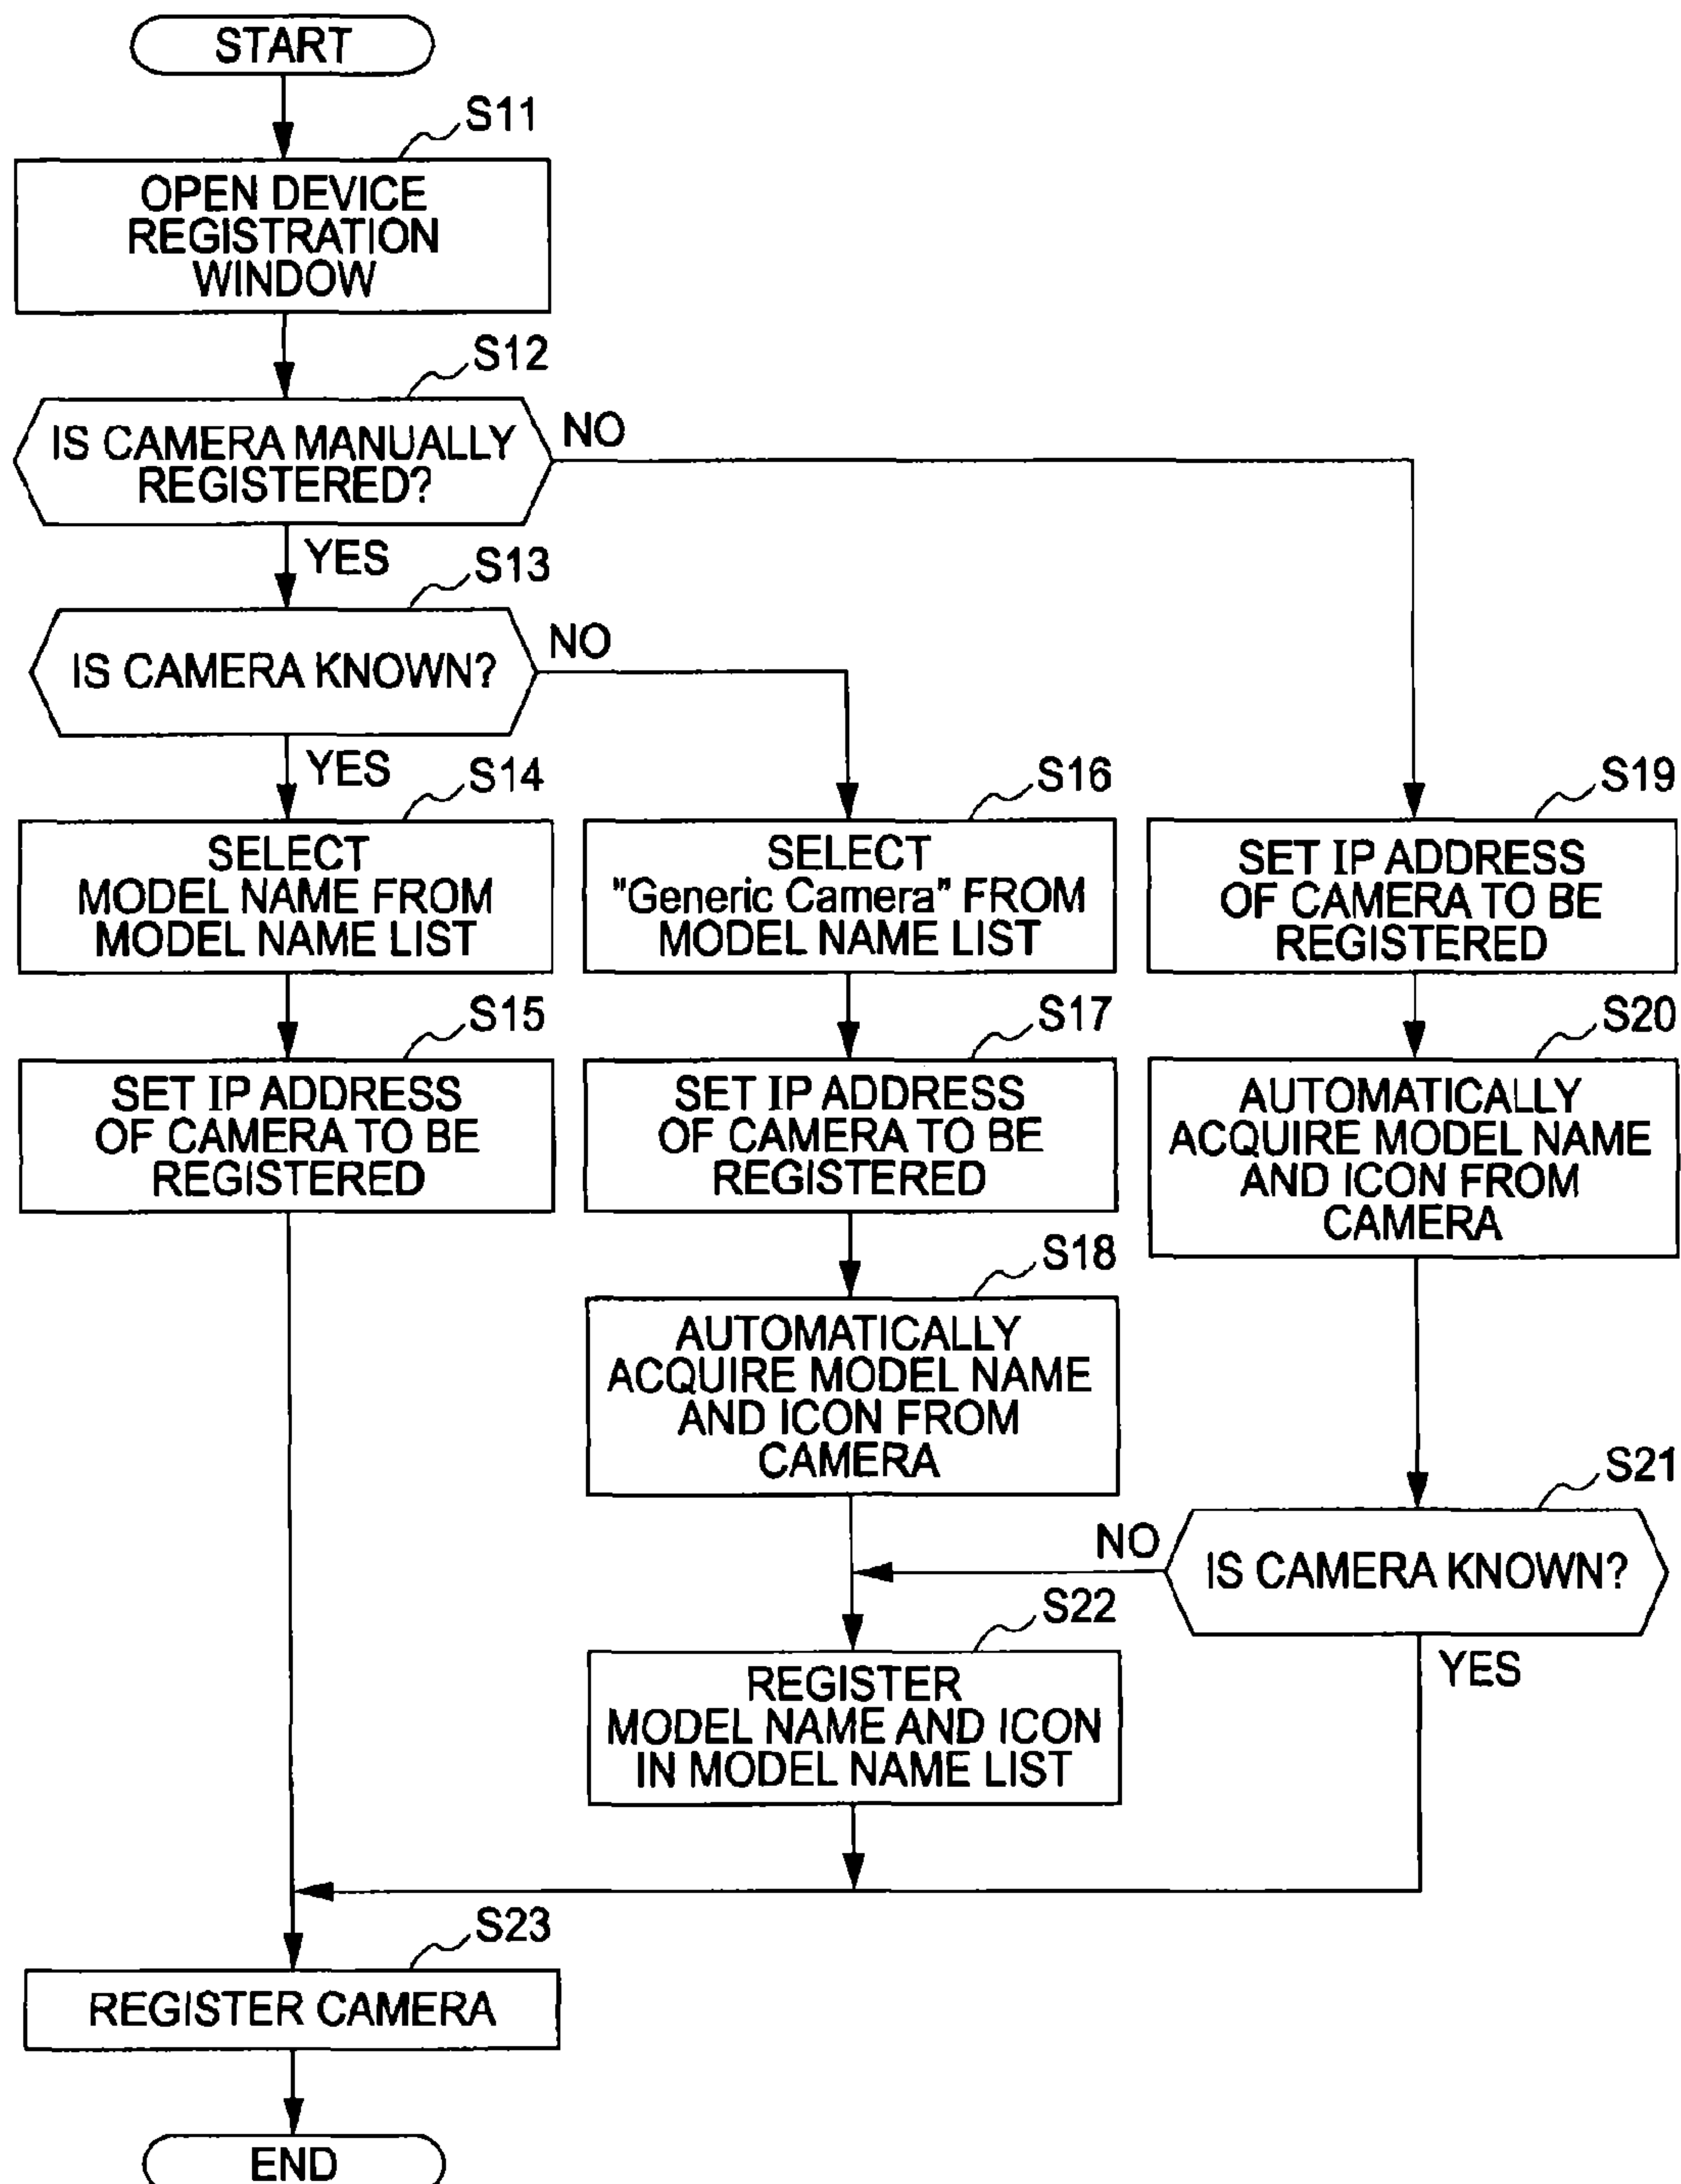 START
S11
OPEN DEVICE
REGISTRATION
WINDOW
S12
IS CAMERA MANUALLY
REGISTERED?
NO
YES
S13
IS CAMERA KNOWN?
NO
YES
S14
SELECT
MODEL NAME FROM
MODEL NAME LIST
S16
SELECT
"Generic Camera" FROM
MODEL NAME LIST
S19
SET IP ADDRESS
OF CAMERA TO BE
REGISTERED
S15
SET IP ADDRESS
OF CAMERA TO BE
REGISTERED
S17
SET IP ADDRESS
OF CAMERA TO BE
REGISTERED
S20
AUTOMATICALLY
ACQUIRE MODEL NAME
AND ICON FROM
CAMERA
S18
AUTOMATICALLY
ACQUIRE MODEL NAME
AND ICON FROM
CAMERA
S21
IS CAMERA KNOWN?
NO
YES
S22
REGISTER
MODEL NAME AND ICON
IN MODEL NAME LIST
S23
REGISTER CAMERA
END